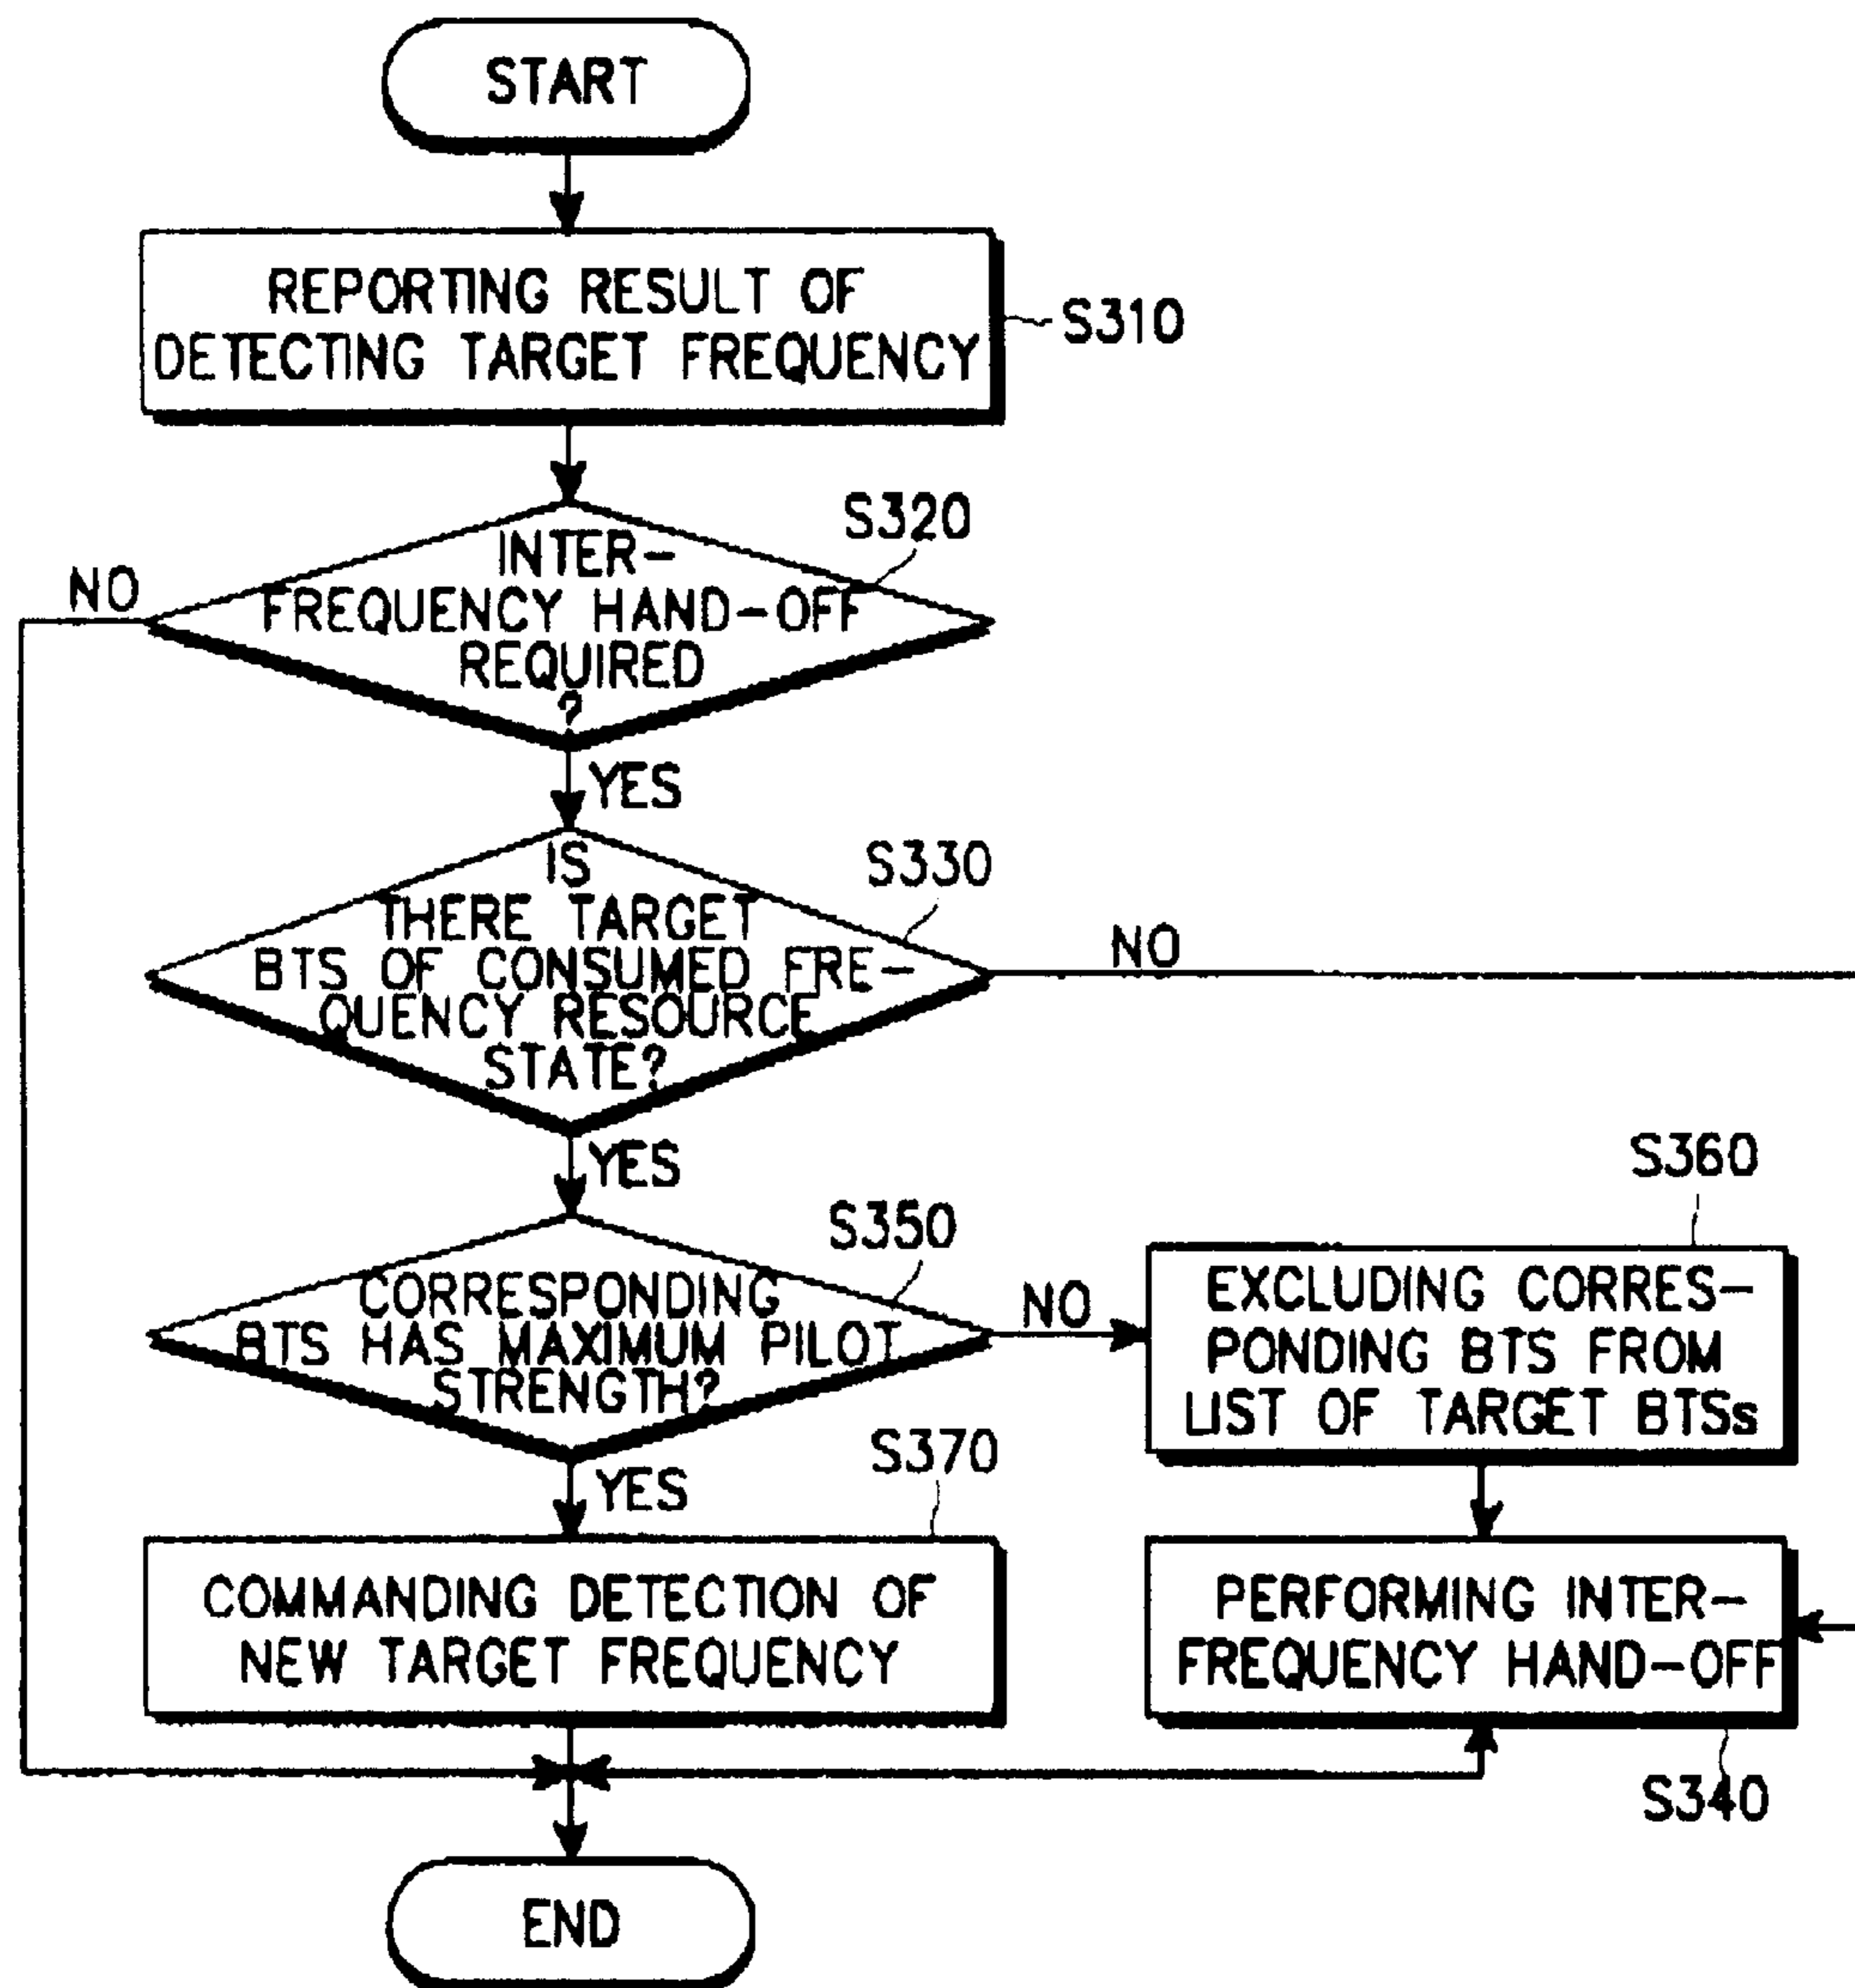 START
REPORTING RESULT OF
DETECTING TARGET FREQUENCY
S310
S320
INTER-
FREQUENCY HAND-OFF
REQUIRED
?
NO
YES
S330
IS
THERE TARGET
BTS OF CONSUMED FRE-
QUENCY RESOURCE
STATE?
NO
YES
S350
CORRESPONDING
BTS HAS MAXIMUM PILOT
STRENGTH?
NO
YES
S360
EXCLUDING CORRES-
PONDING BTS FROM
LIST OF TARGET BTSs
S370
COMMANDING DETECTION OF
NEW TARGET FREQUENCY
PERFORMING INTER-
FREQUENCY HAND-OFF
S340
END